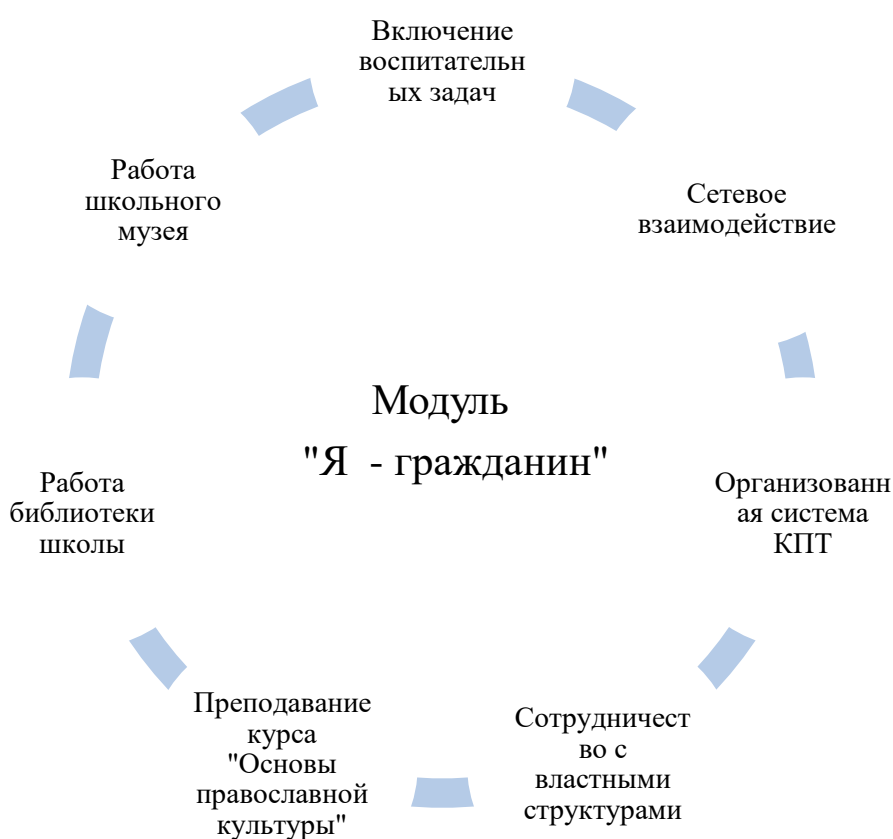 Включение
воспитательн
ых задач
Сетевое
взаимодействие
Организованн
ая система
КПТ
Сотрудничест
во с
властными
структурами
Преподавание
курса
"Основы
православной
культуры"
Работа
библиотеки
школы
Работа
школьного
музея
Модуль
"Я - гражданин"